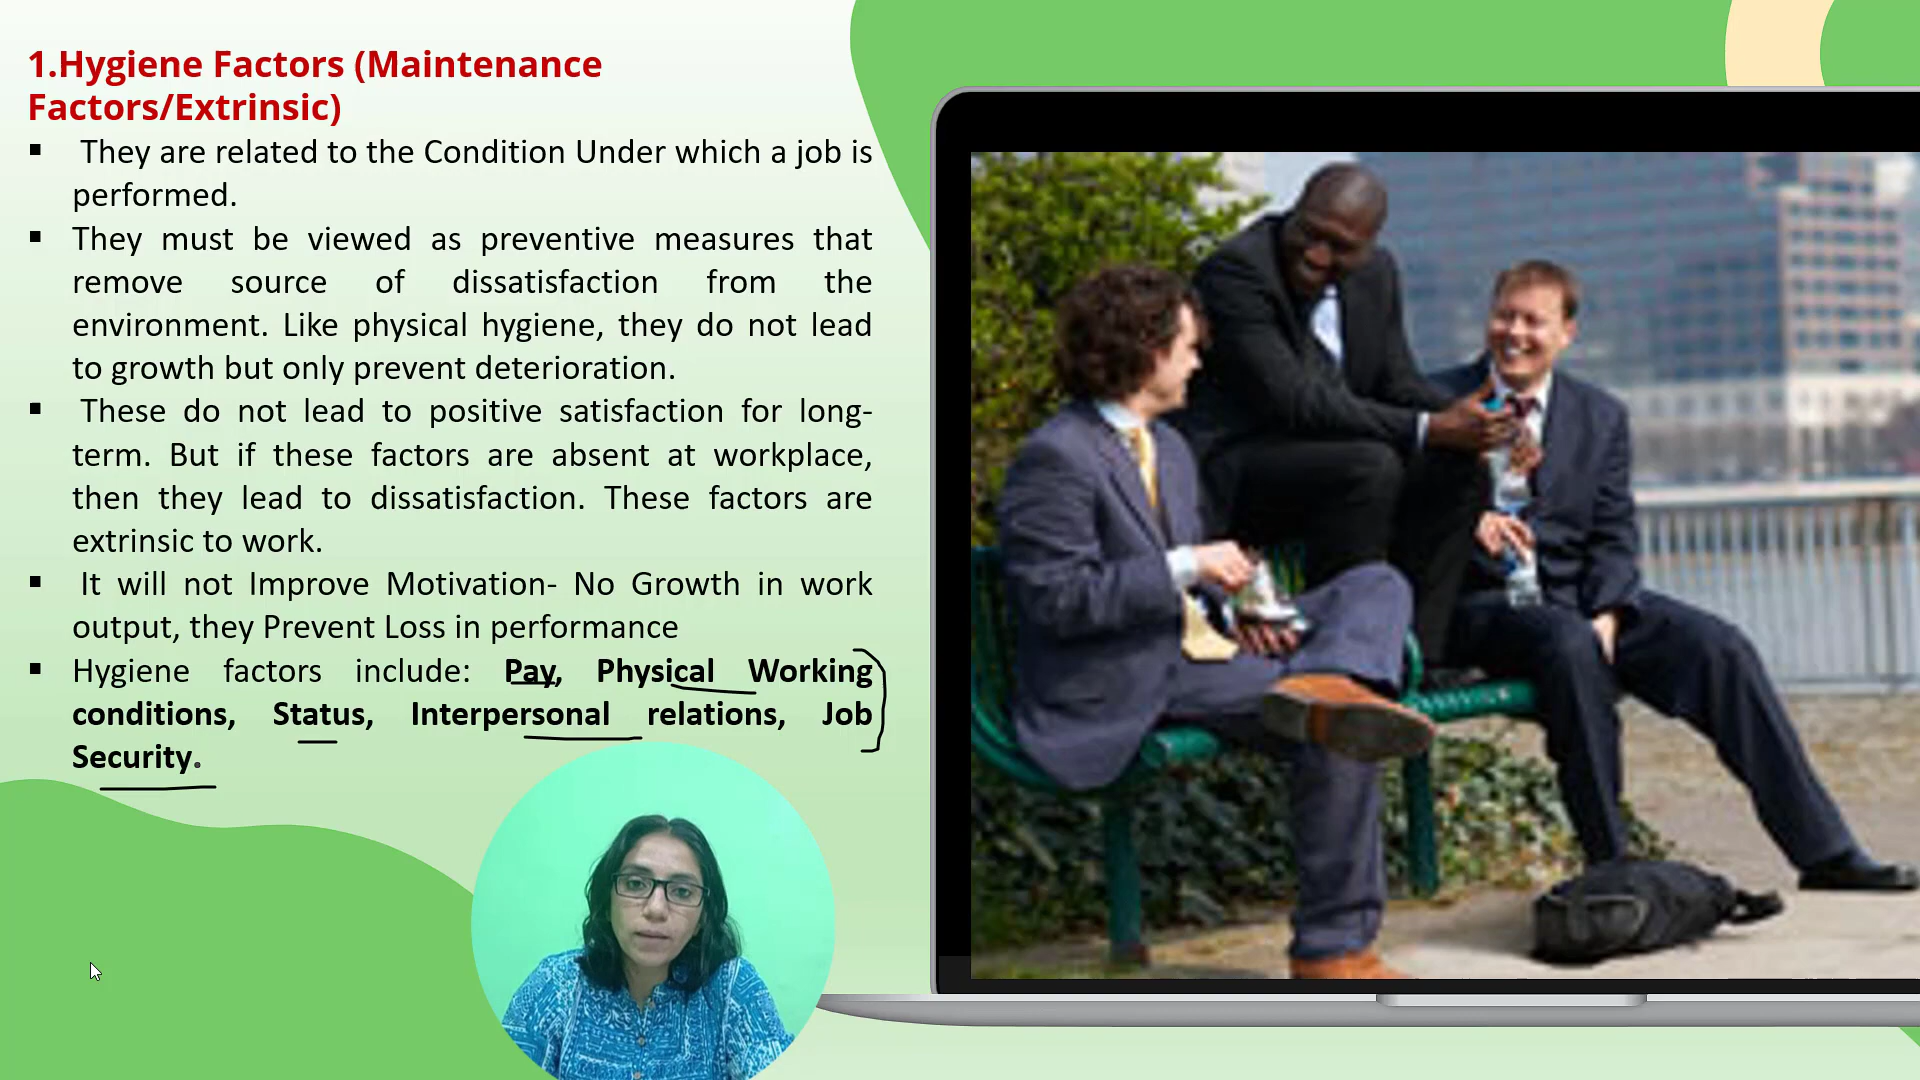 1.Hygiene Factors (Maintenance
Factors/Extrinsic)
▪ They are related to the Condition Under which a job is
performed.
▪ They must be viewed as preventive measures that
remove source of dissatisfaction from the
environment. Like physical hygiene, they do not lead
to growth but only prevent deterioration.
▪ These do not lead to positive satisfaction for long-
term. But if these factors are absent at workplace,
then they lead to dissatisfaction. These factors are
extrinsic to work.
▪ It will not Improve Motivation- No Growth in work
output, they Prevent Loss in performance
▪ Hygiene factors include: Pay, Physical Working
conditions, Status, Interpersonal relations, Job
Security.